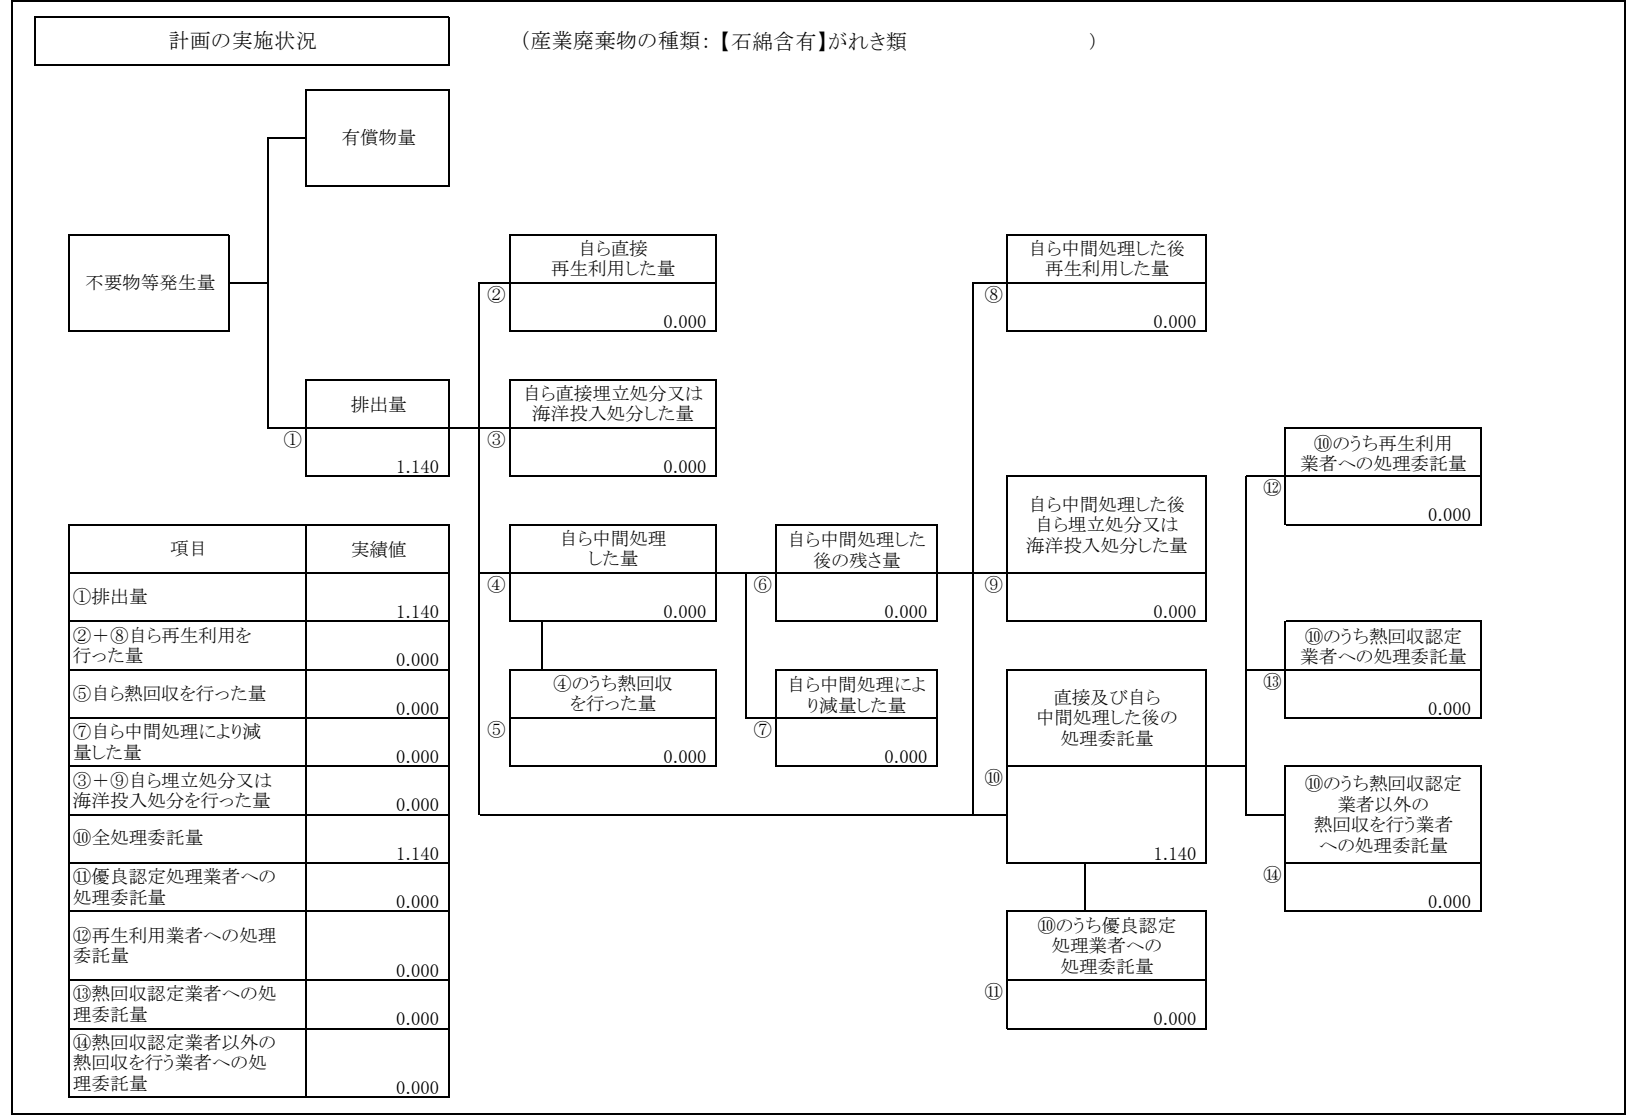 計画の実施状況
（産業廃棄物の種類：【石綿含有】がれき類　　　　　　　　　）
有償物量
不要物等発生量
自ら直接
再生利用した量
②
0.000
自ら中間処理した後
再生利用した量
⑧
0.000
排出量
①
1.140
自ら直接埋立処分又は
海洋投入処分した量
③
0.000
⑩のうち再生利用
業者への処理委託量
⑫
0.000
自ら中間処理した後
自ら埋立処分又は
海洋投入処分した量
⑨
0.000
自ら中間処理
した量
④
0.000
自ら中間処理した
後の残さ量
⑥
0.000
⑩のうち熱回収認定
業者への処理委託量
⑬
0.000
④のうち熱回収
を行った量
⑤
0.000
自ら中間処理によ
り減量した量
⑦
0.000
直接及び自ら
中間処理した後の
処理委託量
⑩
1.140
⑩のうち熱回収認定
業者以外の
熱回収を行う業者
への処理委託量
⑭
0.000
⑩のうち優良認定
処理業者への
処理委託量
⑪
0.000
項目 実績値
①排出量
1.140
②＋⑧自ら再生利用を
行った量
0.000
⑤自ら熱回収を行った量
0.000
⑦自ら中間処理により減
量した量
0.000
③＋⑨自ら埋立処分又は
海洋投入処分を行った量
0.000
⑩全処理委託量
1.140
⑪優良認定処理業者への
処理委託量
0.000
⑫再生利用業者への処理
委託量
0.000
⑬熱回収認定業者への処
理委託量
0.000
⑭熱回収認定業者以外の
熱回収を行う業者への処
理委託量
0.000